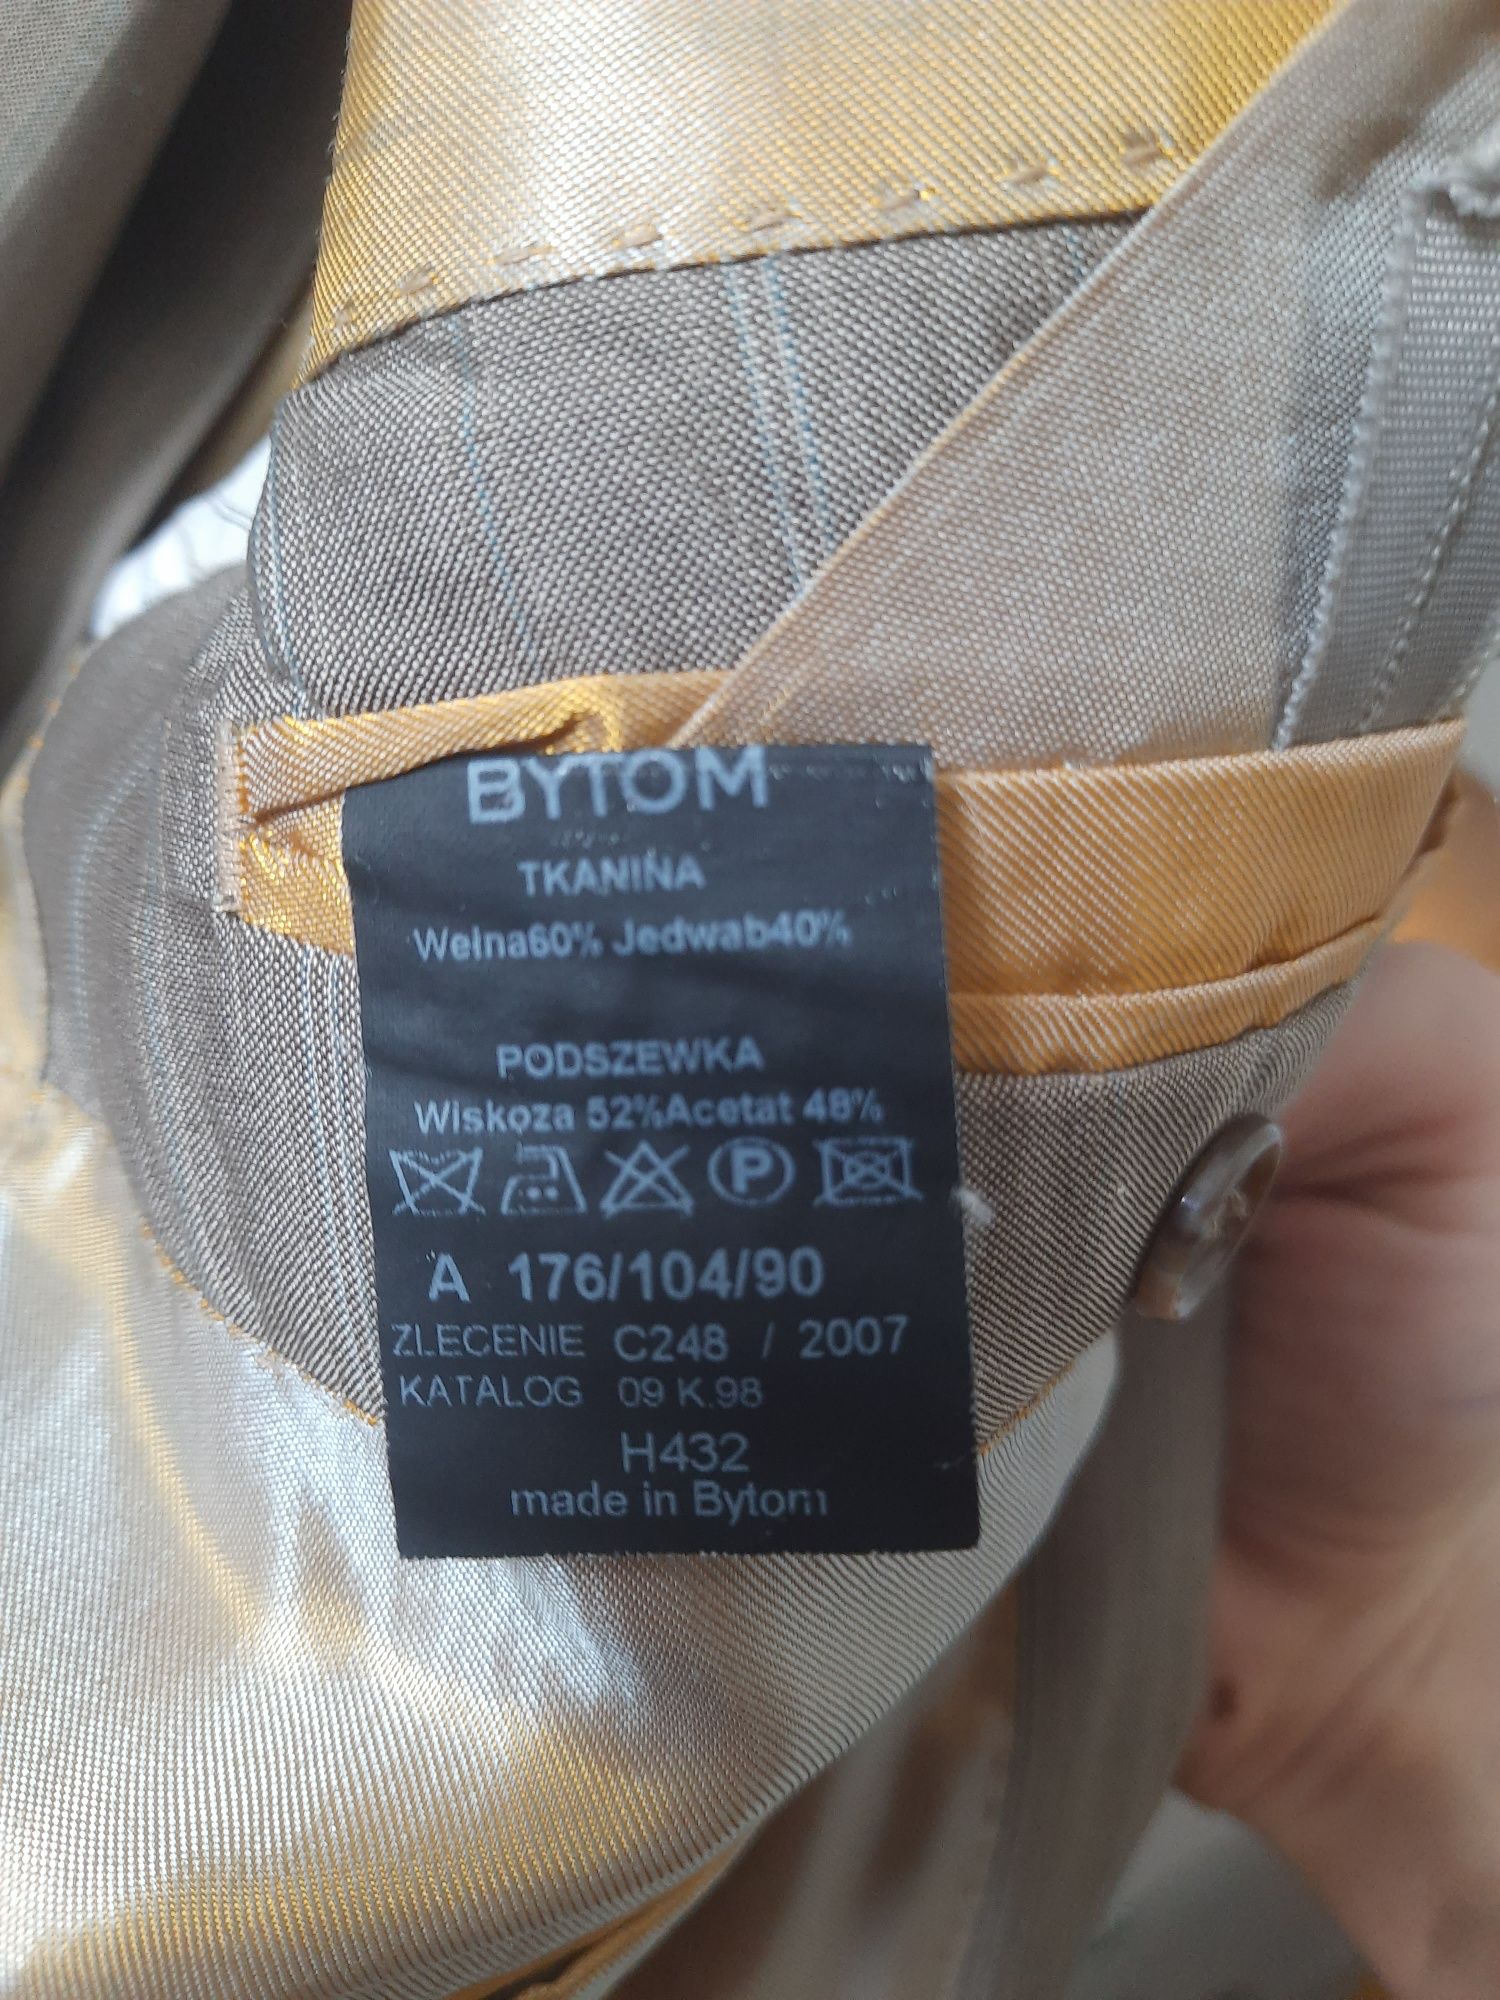 BYTOM
TKANINA
Wełna60% Jedwab40%
PODSZEWKA
Wiskoza 52%Acetat 48%
P
A 176/104/90
ZLECENIE C248 / 2007
KATALOG 09 K.98
H432
made in Bytom